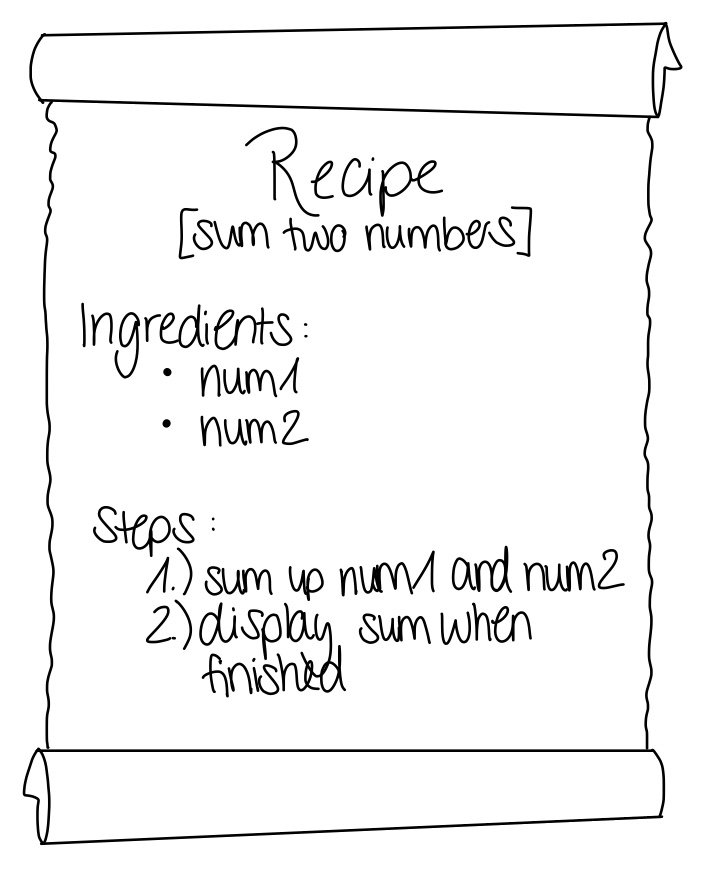 Recipe
[sum two numbers]
Ingredients:
• num1
• num2
Steps:
1.) sum up num1 and num2
2.) display sum when
finished